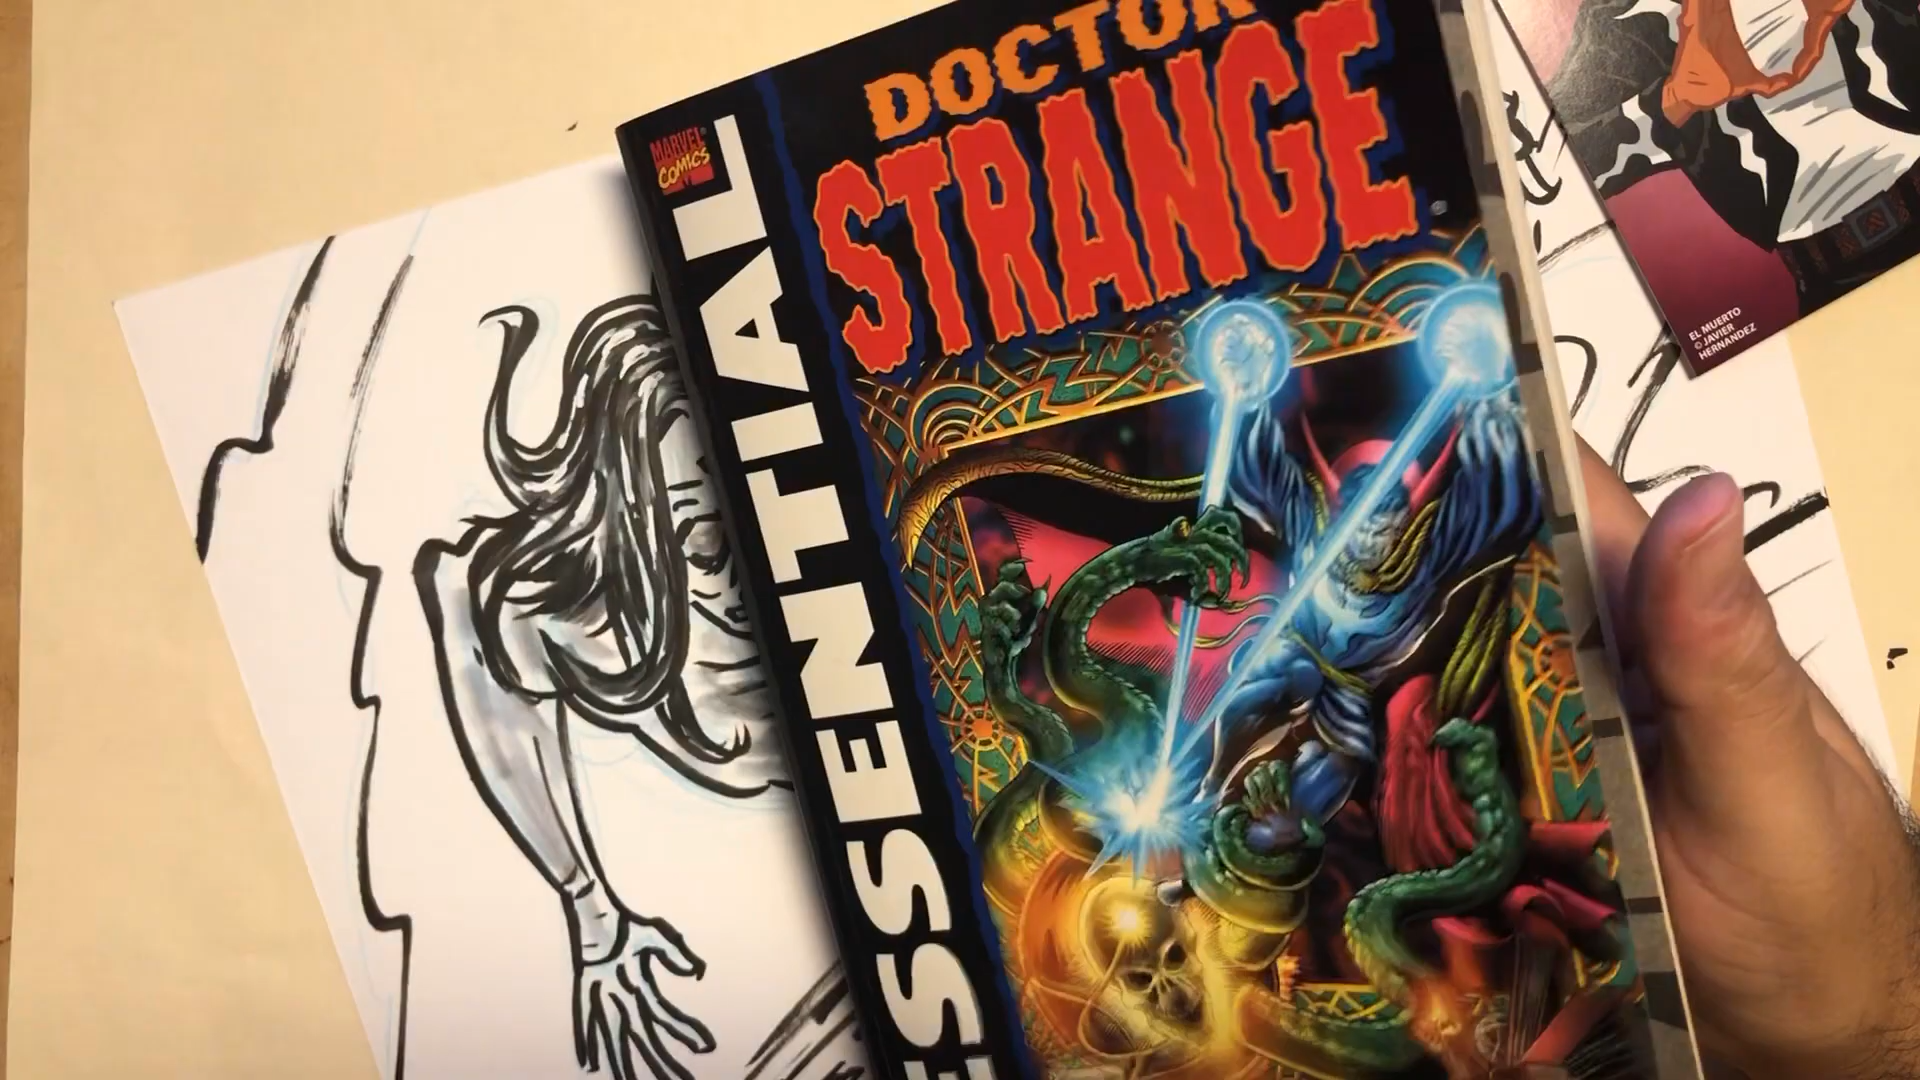 DOCTOR
STRANGE
MARVEL
COMICS
ESSENTIAL
EL MUERTO
© JAVIER
HERNANDEZ